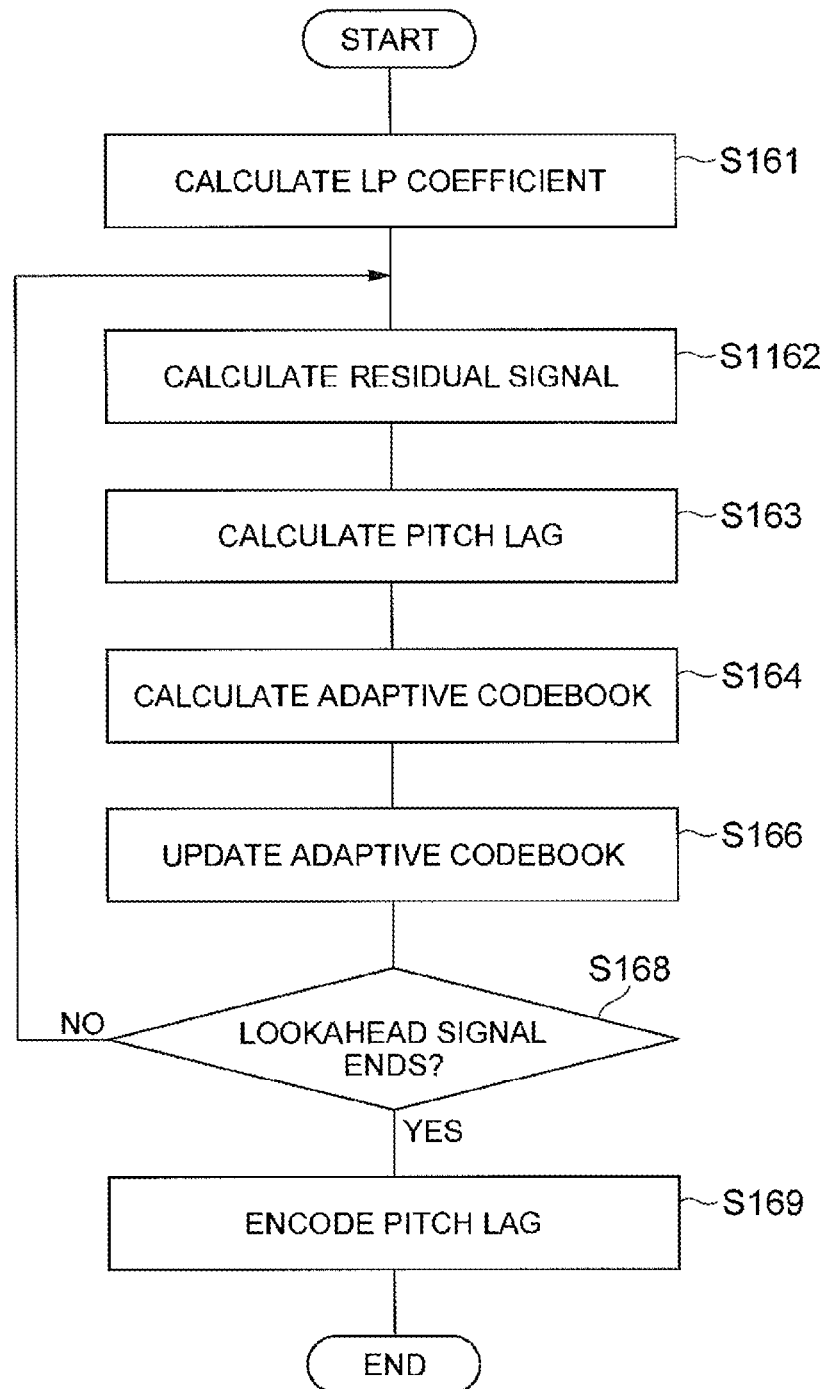 START
CALCULATE LP COEFFICIENT
S161
CALCULATE RESIDUAL SIGNAL
S1162
CALCULATE PITCH LAG
S163
CALCULATE ADAPTIVE CODEBOOK
S164
UPDATE ADAPTIVE CODEBOOK
S166
S168
NO
LOOKAHEAD SIGNAL
ENDS?
YES
ENCODE PITCH LAG
S169
END